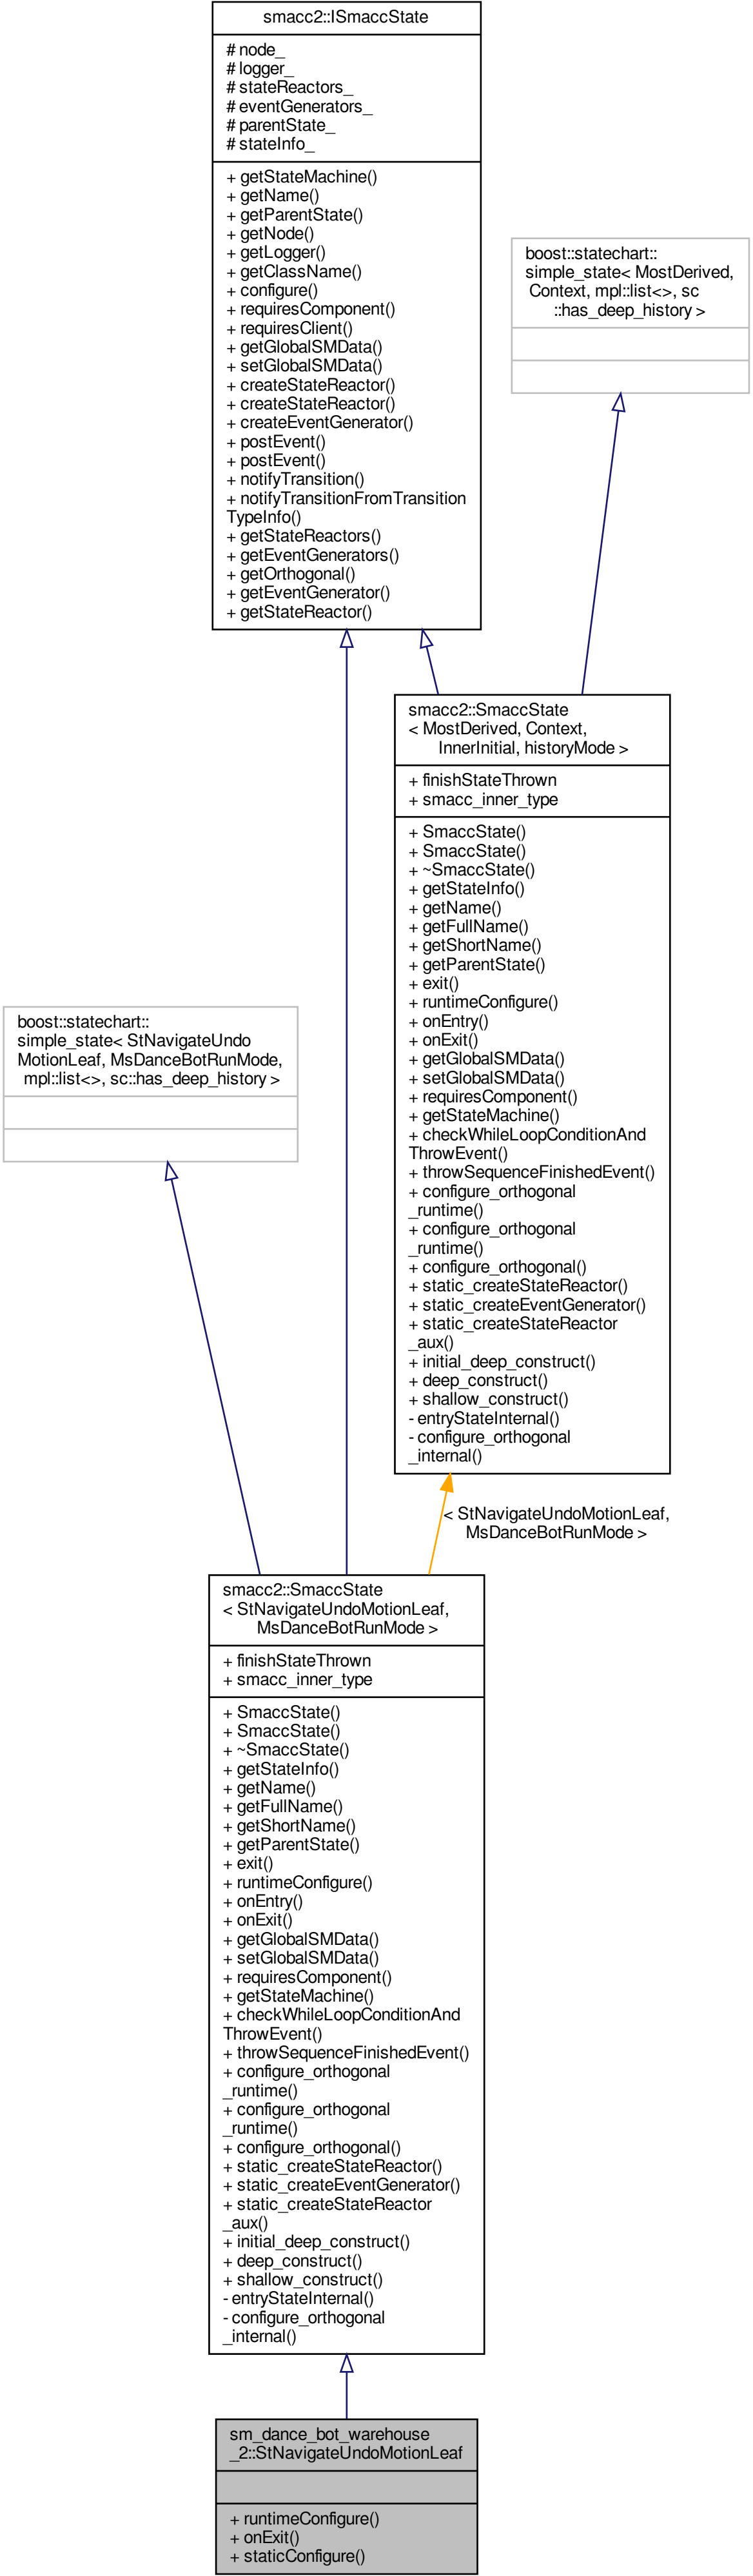 smacc2::ISmaccState
# node_
# logger_
# stateReactors_
# eventGenerators_
# parentState_
# stateInfo_
+ getStateMachine()
+ getName()
+ getParentState()
+ getNode()
+ getLogger()
+ getClassName()
+ configure()
+ requiresComponent()
+ requiresClient()
+ getGlobalSMData()
+ setGlobalSMData()
+ createStateReactor()
+ createStateReactor()
+ createEventGenerator()
+ postEvent()
+ postEvent()
+ notifyTransition()
+ notifyTransitionFromTransition
TypeInfo()
+ getStateReactors()
+ getEventGenerators()
+ getOrthogonal()
+ getEventGenerator()
+ getStateReactor()
boost::statechart::
simple_state< MostDerived,
Context, mpl::list<>, sc
::has_deep_history >
smacc2::SmaccState
< MostDerived, Context,
InnerInitial, historyMode >
+ finishStateThrown
+ smacc_inner_type
+ SmaccState()
+ SmaccState()
+ ~SmaccState()
+ getStateInfo()
+ getName()
+ getFullName()
+ getShortName()
+ getParentState()
+ exit()
+ runtimeConfigure()
+ onEntry()
+ onExit()
+ getGlobalSMData()
+ setGlobalSMData()
+ requiresComponent()
+ getStateMachine()
+ checkWhileLoopConditionAnd
ThrowEvent()
+ throwSequenceFinishedEvent()
+ configure_orthogonal
_runtime()
+ configure_orthogonal
_runtime()
+ configure_orthogonal()
+ static_createStateReactor()
+ static_createEventGenerator()
+ static_createStateReactor
_aux()
+ initial_deep_construct()
+ deep_construct()
+ shallow_construct()
- entryStateInternal()
- configure_orthogonal
_internal()
boost::statechart::
simple_state< StNavigateUndo
MotionLeaf, MsDanceBotRunMode,
mpl::list<>, sc::has_deep_history >
< StNavigateUndoMotionLeaf,
MsDanceBotRunMode >
smacc2::SmaccState
< StNavigateUndoMotionLeaf,
MsDanceBotRunMode >
+ finishStateThrown
+ smacc_inner_type
+ SmaccState()
+ SmaccState()
+ ~SmaccState()
+ getStateInfo()
+ getName()
+ getFullName()
+ getShortName()
+ getParentState()
+ exit()
+ runtimeConfigure()
+ onEntry()
+ onExit()
+ getGlobalSMData()
+ setGlobalSMData()
+ requiresComponent()
+ getStateMachine()
+ checkWhileLoopConditionAnd
ThrowEvent()
+ throwSequenceFinishedEvent()
+ configure_orthogonal
_runtime()
+ configure_orthogonal
_runtime()
+ configure_orthogonal()
+ static_createStateReactor()
+ static_createEventGenerator()
+ static_createStateReactor
_aux()
+ initial_deep_construct()
+ deep_construct()
+ shallow_construct()
- entryStateInternal()
- configure_orthogonal
_internal()
sm_dance_bot_warehouse
_2::StNavigateUndoMotionLeaf
+ runtimeConfigure()
+ onExit()
+ staticConfigure()